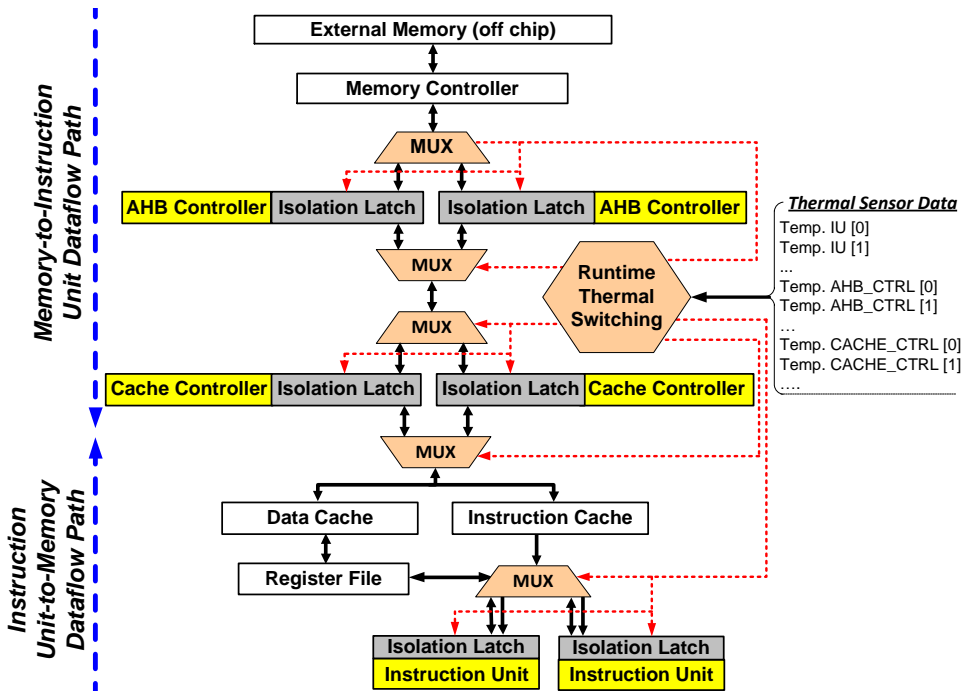 External Memory (off chip)
Memory Controller
MUX
AHB Controller
Isolation Latch
Isolation Latch
AHB Controller
MUX
MUX
Cache Controller
Isolation Latch
Isolation Latch
Cache Controller
MUX
Data Cache
Instruction Cache
Register File
MUX
Isolation Latch
Instruction Unit
Isolation Latch
Instruction Unit
Runtime
Thermal
Switching
Thermal Sensor Data
Temp. IU [0]
Temp. IU [1]
...
Temp. AHB_CTRL [0]
Temp. AHB_CTRL [1]
...
Temp. CACHE_CTRL [0]
Temp. CACHE_CTRL [1]
....
Memory-to-Instruction
Unit Dataflow Path
Instruction
Unit-to-Memory
Dataflow Path